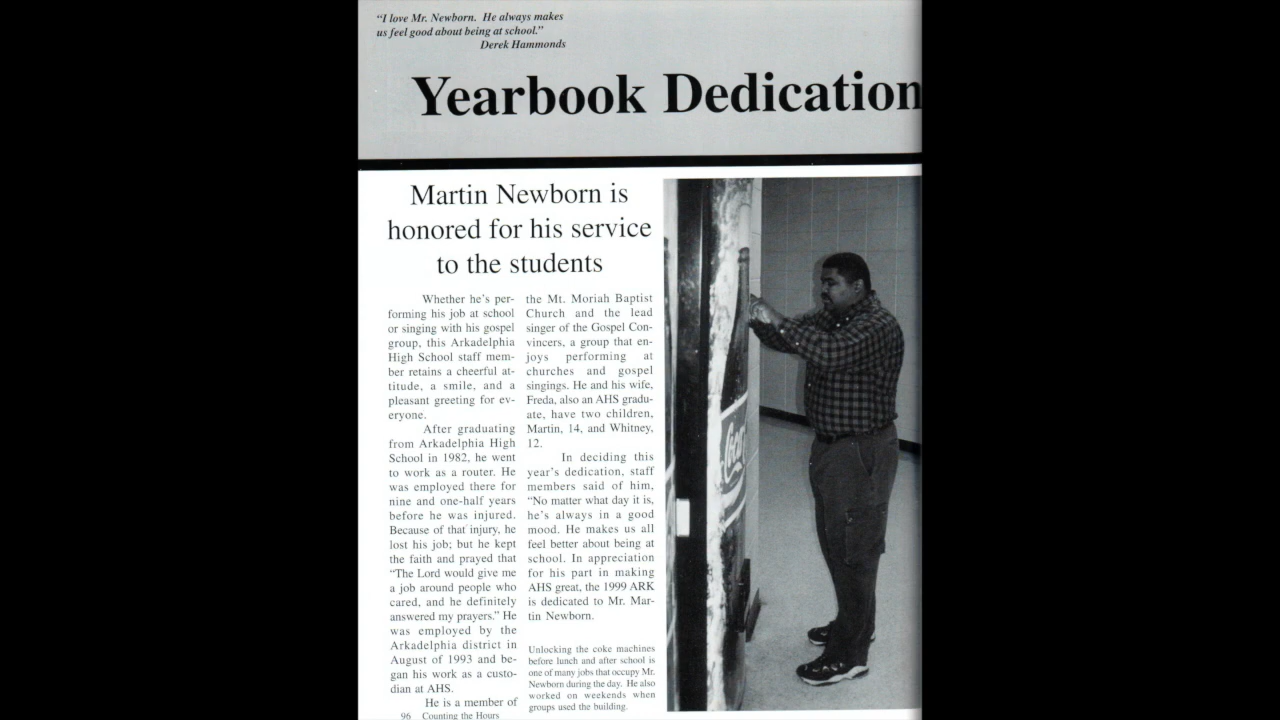 “I love Mr. Newborn. He always makes
us feel good about being at school.”
Derek Hammonds
Yearbook Dedication
Martin Newborn is
honored for his service
to the students
Whether he’s per-
forming his job at school
or singing with his gospel
group, this Arkadelphia
High School staff mem-
ber retains a cheerful at-
titude, a smile, and a
pleasant greeting for ev-
eryone.
After graduating
from Arkadelphia High
School in 1982, he went
to work as a router. He
was employed there for
nine and one-half years
before he was injured.
Because of that injury, he
lost his job; but he kept
the faith and prayed that
“The Lord would give me
a job around people who
cared, and he definitely
answered my prayers.” He
was employed by the
Arkadelphia district in
August of 1993 and be-
gan his work as a custo-
dian at AHS.
He is a member of
the Mt. Moriah Baptist
Church and the lead
singer of the Gospel Con-
vincers, a group that en-
joys performing at
churches and gospel
singings. He and his wife,
Freda, also an AHS gradu-
ate, have two children,
Martin, 14, and Whitney,
12.
In deciding this
year’s dedication, staff
members said of him,
“No matter what day it is,
he’s always in a good
mood. He makes us all
feel better about being at
school. In appreciation
for his part in making
AHS great, the 1999 ARK
is dedicated to Mr. Mar-
tin Newborn.
Unlocking the coke machines
before lunch and after school is
one of many jobs that occupy Mr.
Newborn during the day. He also
worked on weekends when
groups used the building.
96 Counting the Hours